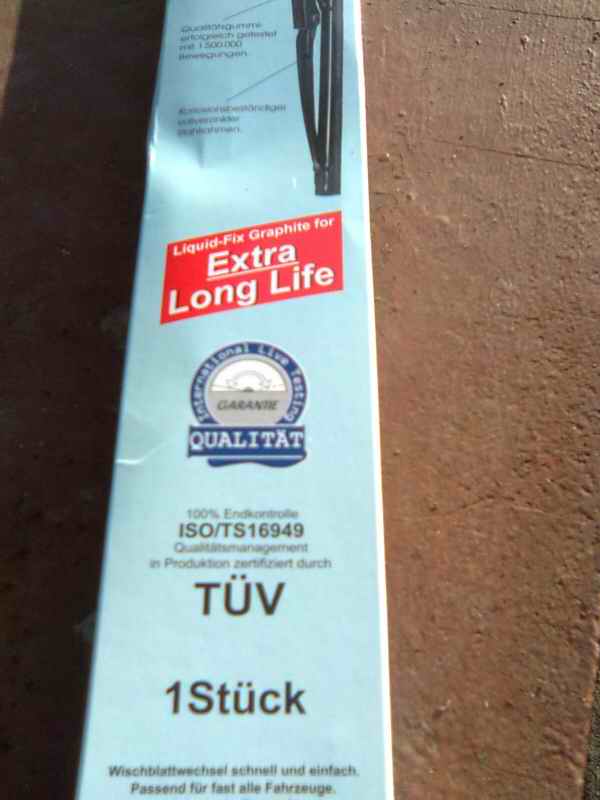 Qualitätsgummi
erfolgreich getestet
mit 1.500.000
Bewegungen.
Korrosionsbeständiger
vollverzinkter
Stahlrahmen.
Liquid-Fix Graphite for
Extra
Long Life
International Live Testing
GARANTIE
QUALITÄT
100% Endkontrolle
ISO/TS16949
Qualitätsmanagement
in Produktion zertifiziert durch
TÜV
1Stück
Wischblattwechsel schnell und einfach.
Passend für fast alle Fahrzeuge.